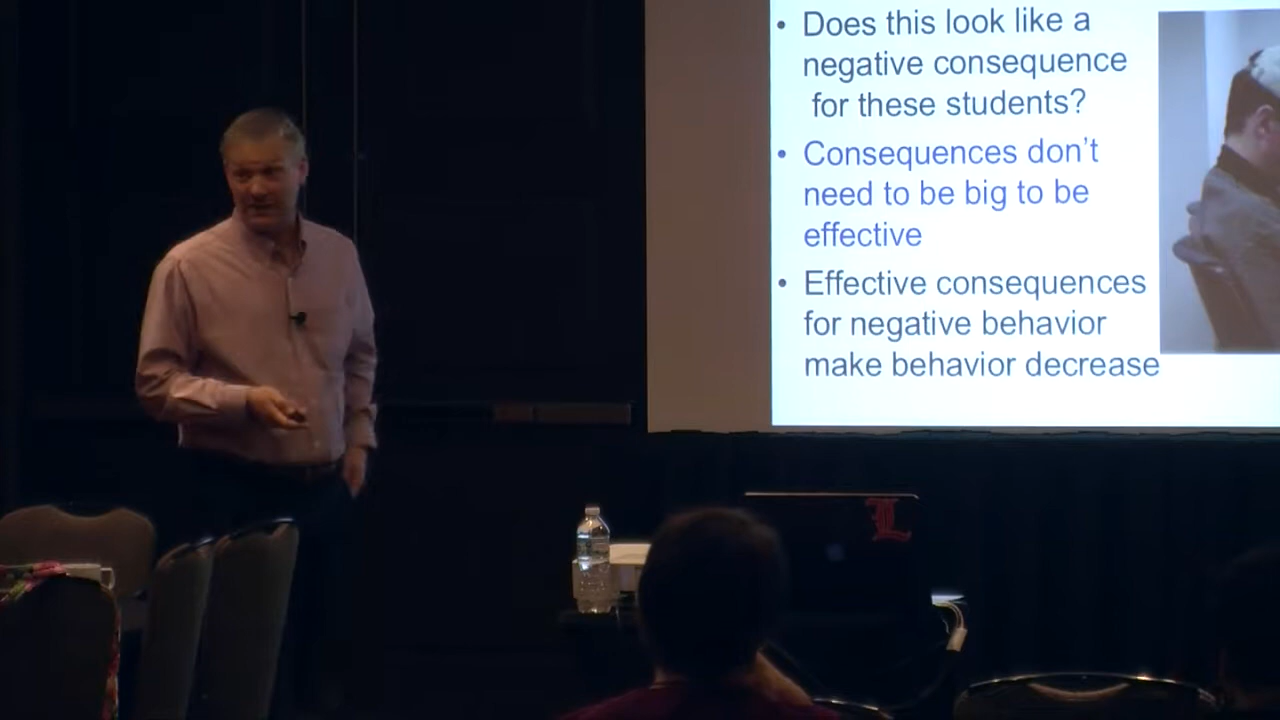 • Does this look like a
negative consequence
for these students?
• Consequences don't
need to be big to be
effective
• Effective consequences
for negative behavior
make behavior decrease
L